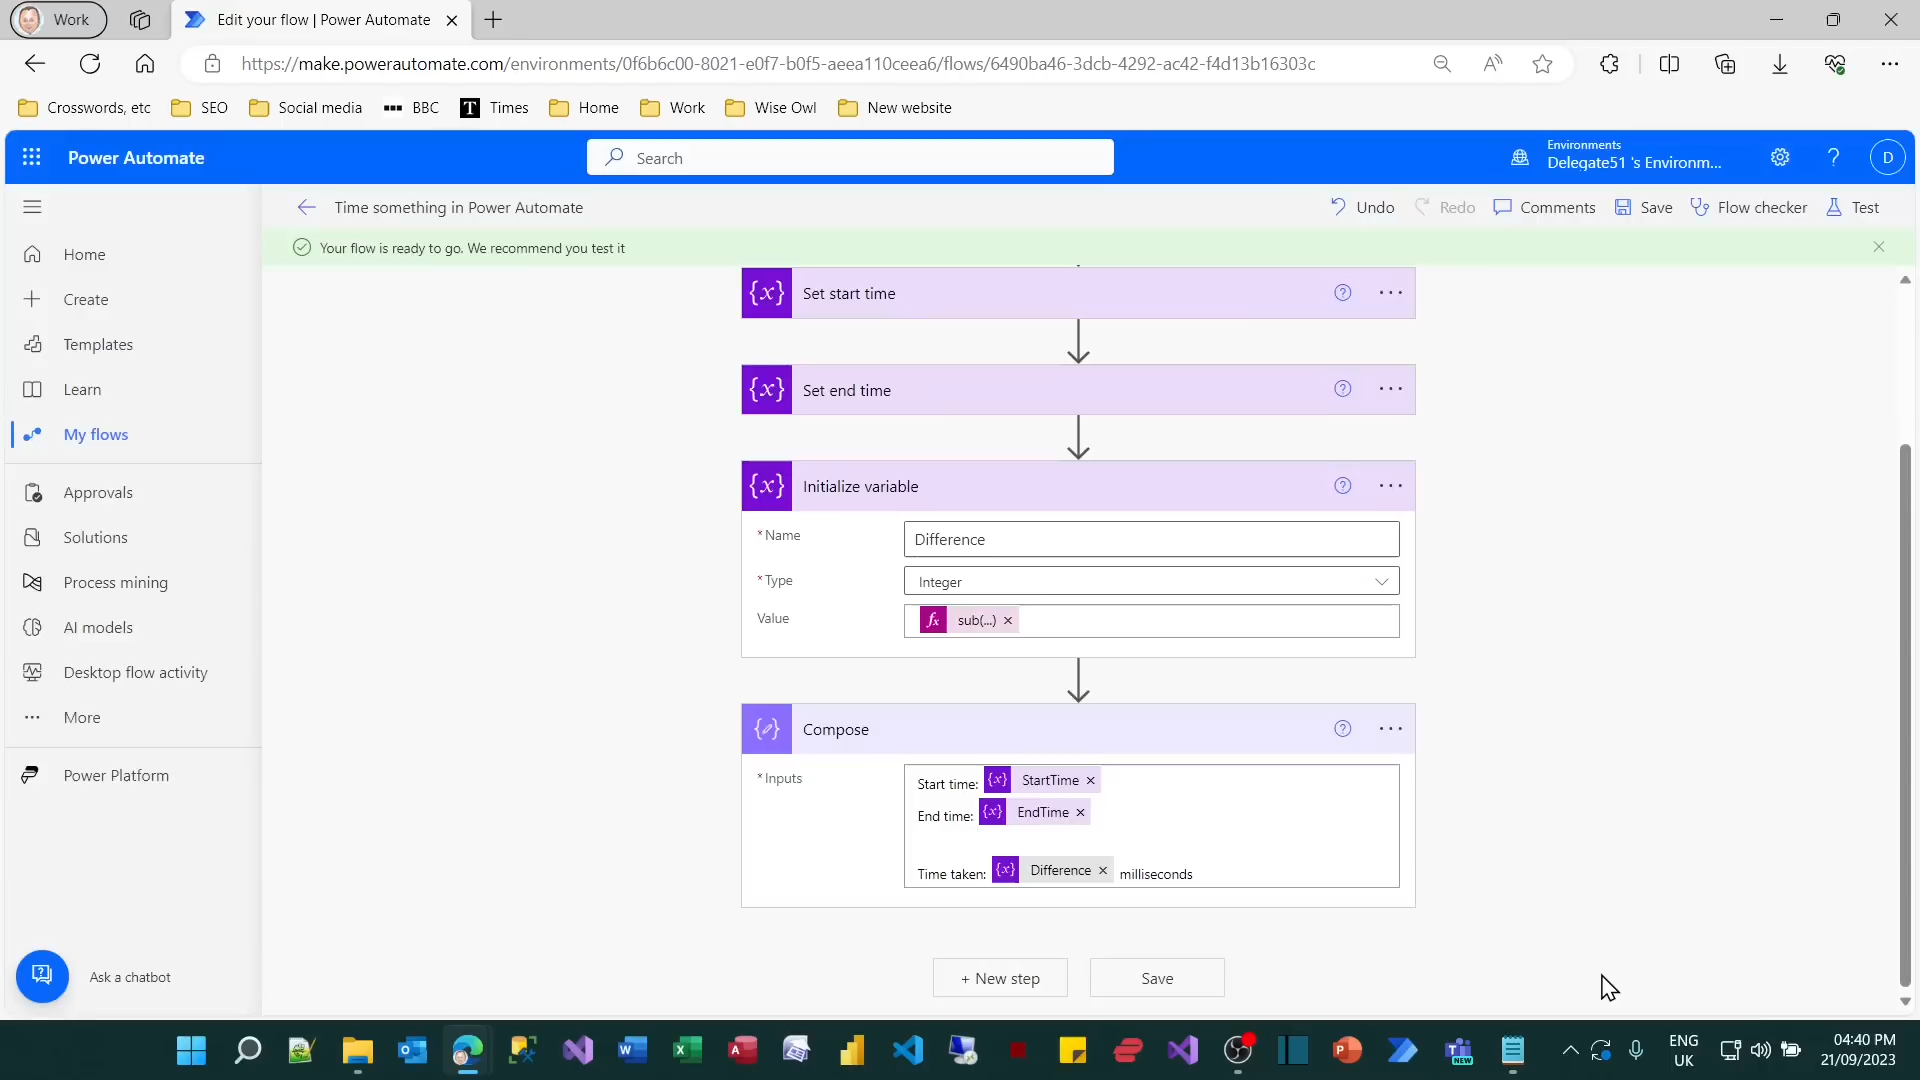 Work
Edit your flow | Power Automate
https://make.powerautomate.com/environments/0f6b6c00-8021-e0f7-b0f5-aeea110ceea6/flows/6490ba46-3dcb-4292-ac42-f4d13b16303c
Crosswords, etc
SEO
Social media
BBC
T
Times
Home
Work
Wise Owl
New website
Power Automate
Search
Environments
Delegate51 's Environm...
?
D
Time something in Power Automate
Undo
Redo
Comments
Save
Flow checker
Test
Your flow is ready to go. We recommend you test it
Home
Create
Templates
Learn
My flows
Approvals
Solutions
Process mining
AI models
Desktop flow activity
More
Power Platform
Ask a chatbot
{x} Set start time
{x} Set end time
{x} Initialize variable
* Name
Difference
* Type
Integer
Value
fx sub(...) ×
Compose
* Inputs
Start time: {x} StartTime ×
End time: {x} EndTime ×
Time taken: {x} Difference × milliseconds
+ New step
Save
ENG
UK
04:40 PM
21/09/2023